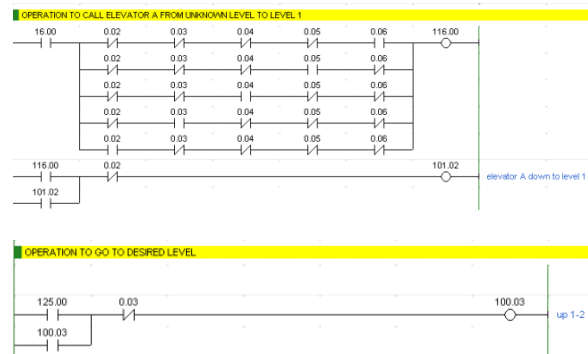 OPERATION TO CALL ELEVATOR A FROM UNKNOWN LEVEL TO LEVEL 1
16.00 0.02 0.03 0.04 0.05 0.06 116.00
0.02 0.03 0.04 0.05 0.06
0.02 0.03 0.04 0.05 0.06
0.02 0.03 0.04 0.05 0.06
0.02 0.03 0.04 0.05 0.06
116.00 0.02 101.02
elevator A down to level 1
101.02
OPERATION TO GO TO DESIRED LEVEL
125.00 0.03 100.03
up 1-2
100.03